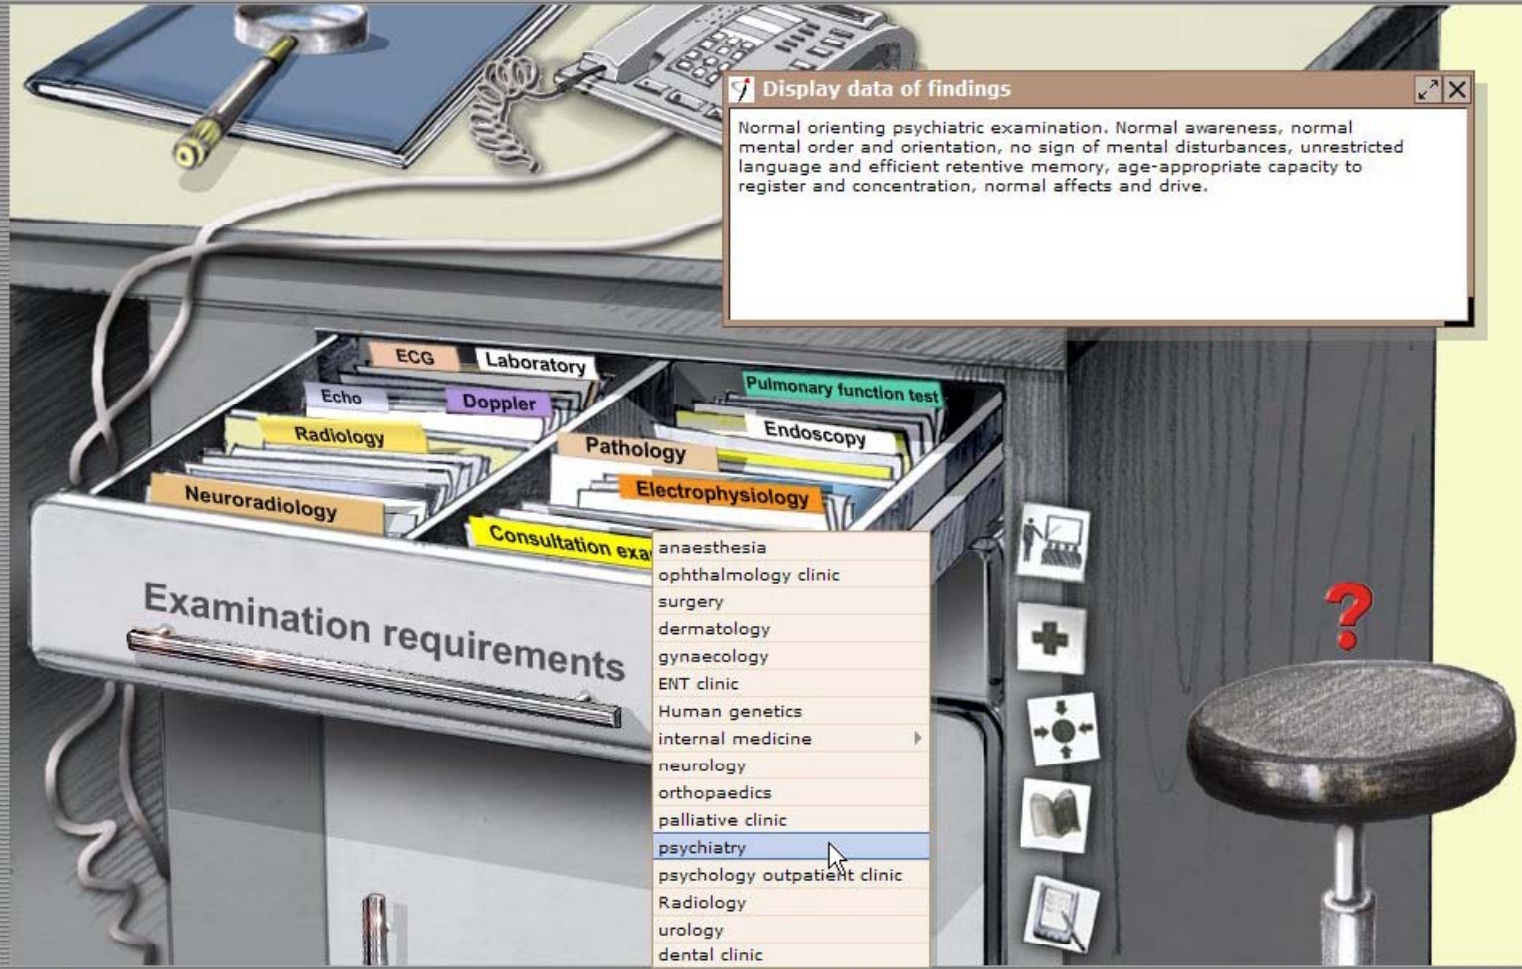 Display data of findings
Normal orienting psychiatric examination. Normal awareness, normal
mental order and orientation, no sign of mental disturbances, unrestricted
language and efficient retentive memory, age-appropriate capacity to
register and concentration, normal affects and drive.
ECG
Laboratory
Echo
Doppler
Radiology
Neuroradiology
Pulmonary function test
Endoscopy
Pathology
Electrophysiology
Consultation exa
Examination requirements
anaesthesia
ophthalmology clinic
surgery
dermatology
gynaecology
ENT clinic
Human genetics
internal medicine
neurology
orthopaedics
palliative clinic
psychiatry
psychology outpatient clinic
Radiology
urology
dental clinic
?